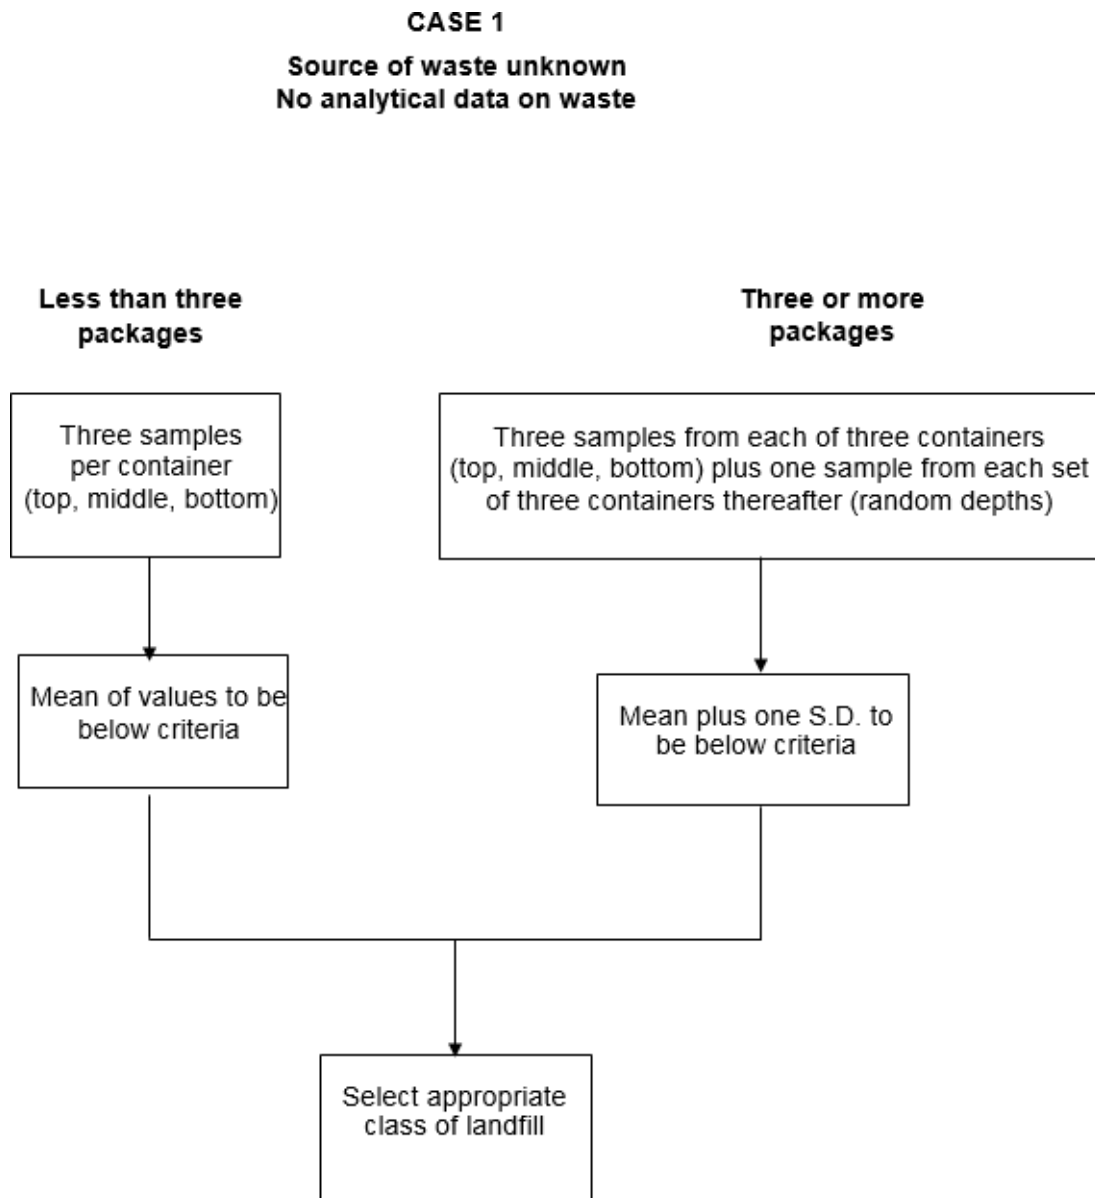 CASE 1
Source of waste unknown
No analytical data on waste
Less than three
packages
Three or more
packages
Three samples
per container
(top, middle, bottom)
Three samples from each of three containers
(top, middle, bottom) plus one sample from each set
of three containers thereafter (random depths)
Mean of values to be
below criteria
Mean plus one S.D. to
be below criteria
Select appropriate
class of landfill